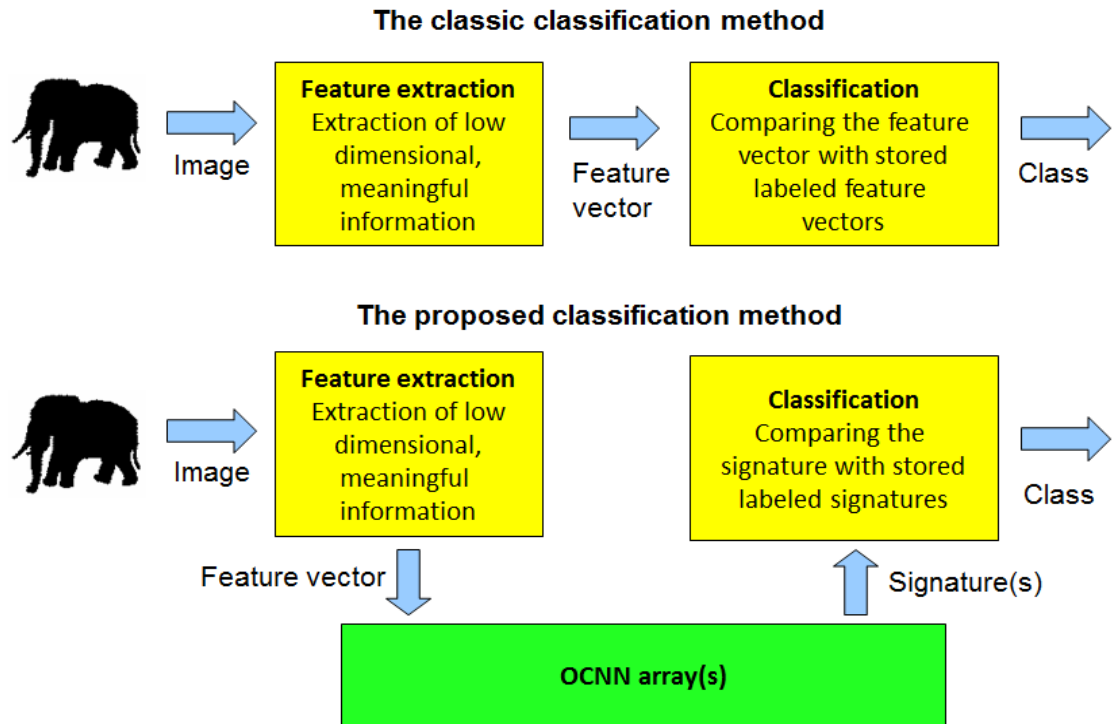 The classic classification method
Image
Feature extraction
Extraction of low
dimensional,
meaningful
information
Feature
vector
Classification
Comparing the feature
vector with stored
labeled feature
vectors
Class
The proposed classification method
Image
Feature extraction
Extraction of low
dimensional,
meaningful
information
Feature vector
OCNN array(s)
Signature(s)
Classification
Comparing the
signature with stored
labeled signatures
Class